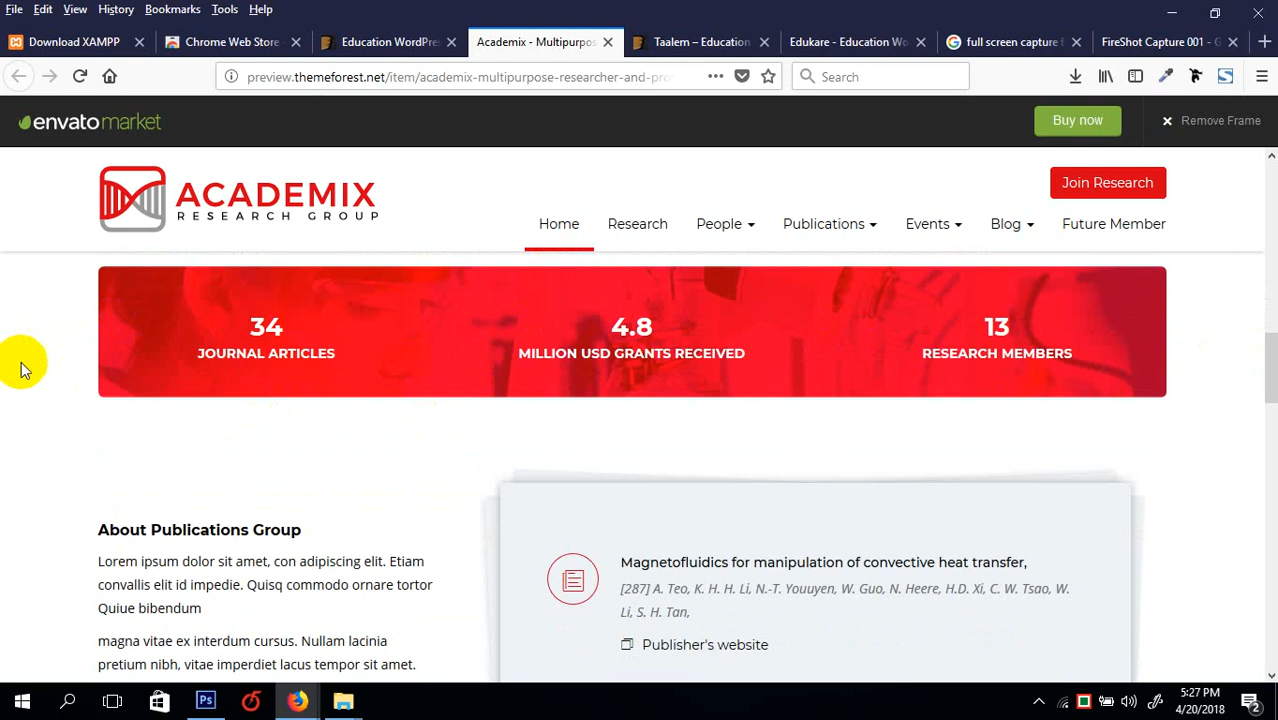 File Edit View History Bookmarks Tools Help
Download XAMPP
Chrome Web Store
Education WordPre
Academix - Multipurpos
Taalem – Education
Edukare - Education Wo
full screen capture f
FireShot Capture 001 - G
preview.themeforest.net/item/academix-multipurpose-researcher-and-pro
Search
envatomarket
Buy now
Remove Frame
ACADEMIX
RESEARCH GROUP
Join Research
Home Research People Publications Events Blog Future Member
34 4.8 13
JOURNAL ARTICLES MILLION USD GRANTS RECEIVED RESEARCH MEMBERS
About Publications Group
Lorem ipsum dolor sit amet, con adipiscing elit. Etiam
convallis elit id impedie. Quisq commodo ornare tortor
Quiue bibendum
magna vitae ex interdum cursus. Nullam lacinia
pretium nibh, vitae imperdiet lacus tempor sit amet.
Magnetofluidics for manipulation of convective heat transfer,
[287] A. Teo, K. H. H. Li, N.-T. Youuyen, W. Guo, N. Heere, H.D. Xi, C. W. Tsao, W.
Li, S. H. Tan,
Publisher's website
Ps
5:27 PM
4/20/2018
2